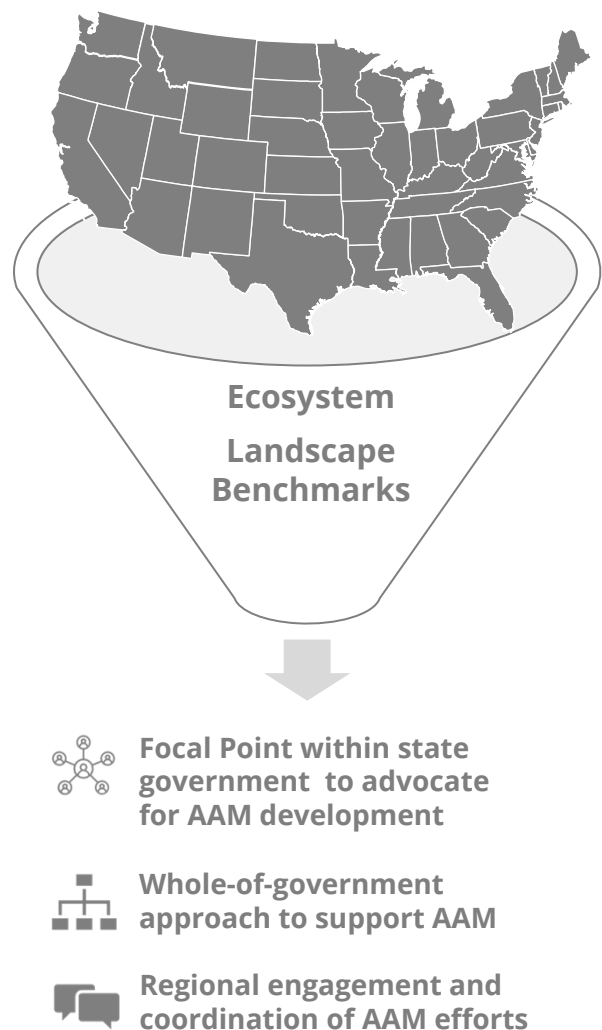 Ecosystem
Landscape
Benchmarks
Focal Point within state
government  to advocate
for AAM development
Whole-of-government
approach to support AAM
Regional engagement and
coordination of AAM efforts